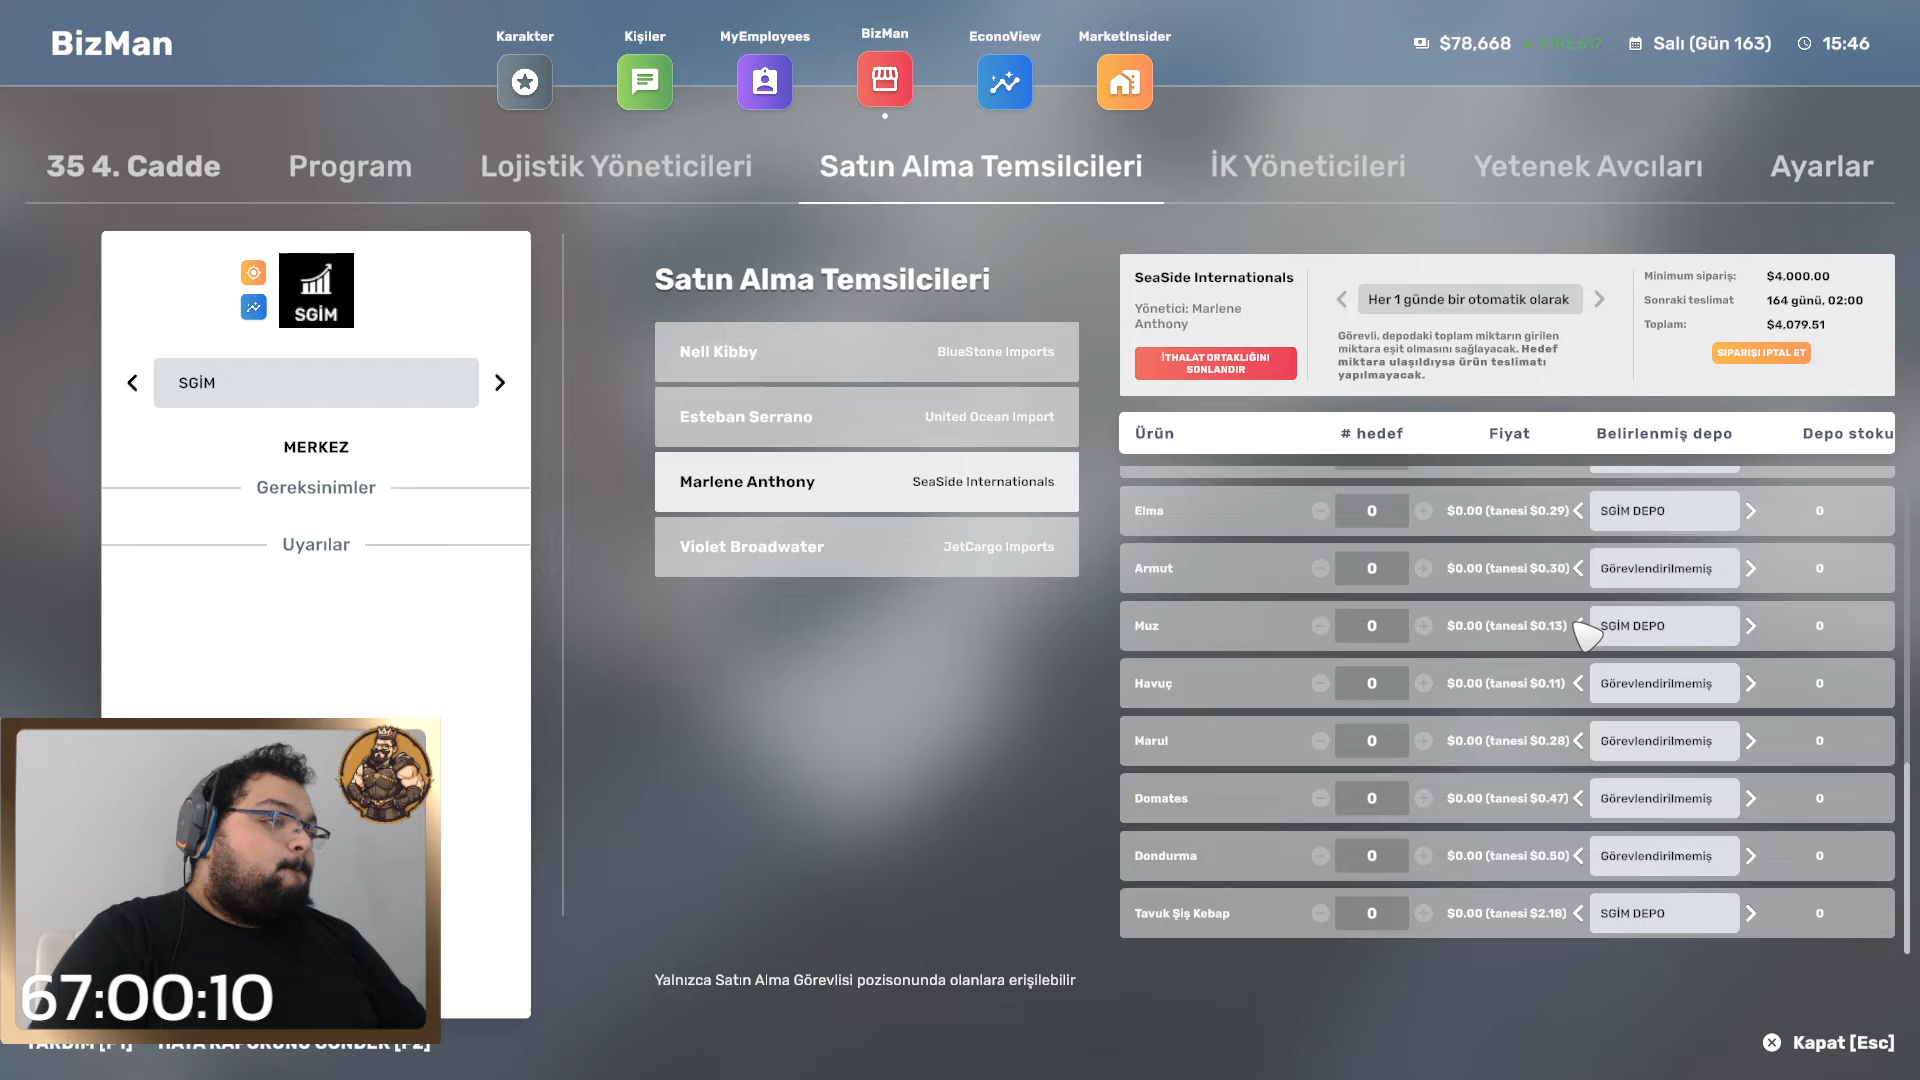 BizMan
Karakter
Kişiler
MyEmployees
BizMan
EconoView
MarketInsider
$78,668
Salı (Gün 163)
15:46
35 4. Cadde
Program
Lojistik Yöneticileri
Satın Alma Temsilcileri
İK Yöneticileri
Yetenek Avcıları
Ayarlar
SGİM
SGİM
MERKEZ
Gereksinimler
Uyarılar
Satın Alma Temsilcileri
Nell Kibby BlueStone Imports
Esteban Serrano United Ocean Import
Marlene Anthony SeaSide Internationals
Violet Broadwater JetCargo Imports
Yalnızca Satın Alma Görevlisi pozisonunda olanlara erişilebilir
SeaSide Internationals
Yönetici: Marlene
Anthony
İTHALAT ORTAKLIĞINI
SONLANDIR
Her 1 günde bir otomatik olarak
Görevli, depodaki toplam miktarın girilen
miktara eşit olmasını sağlayacak. Hedef
miktara ulaşıldıysa ürün teslimatı
yapılmayacak.
Minimum sipariş: $4,000.00
Sonraki teslimat 164 günü, 02:00
Toplam: $4,079.51
SIPARIŞI IPTAL ET
Ürün # hedef Fiyat Belirlenmiş depo Depo stoku
Elma 0 $0.00 (tanesi $0.29) SGİM DEPO 0
Armut 0 $0.00 (tanesi $0.30) Görevlendirilmemiş 0
Muz 0 $0.00 (tanesi $0.13) SGİM DEPO 0
Havuç 0 $0.00 (tanesi $0.11) Görevlendirilmemiş 0
Marul 0 $0.00 (tanesi $0.28) Görevlendirilmemiş 0
Domates 0 $0.00 (tanesi $0.47) Görevlendirilmemiş 0
Dondurma 0 $0.00 (tanesi $0.50) Görevlendirilmemiş 0
Tavuk Şiş Kebap 0 $0.00 (tanesi $2.18) SGİM DEPO 0
67:00:10
Kapat [Esc]